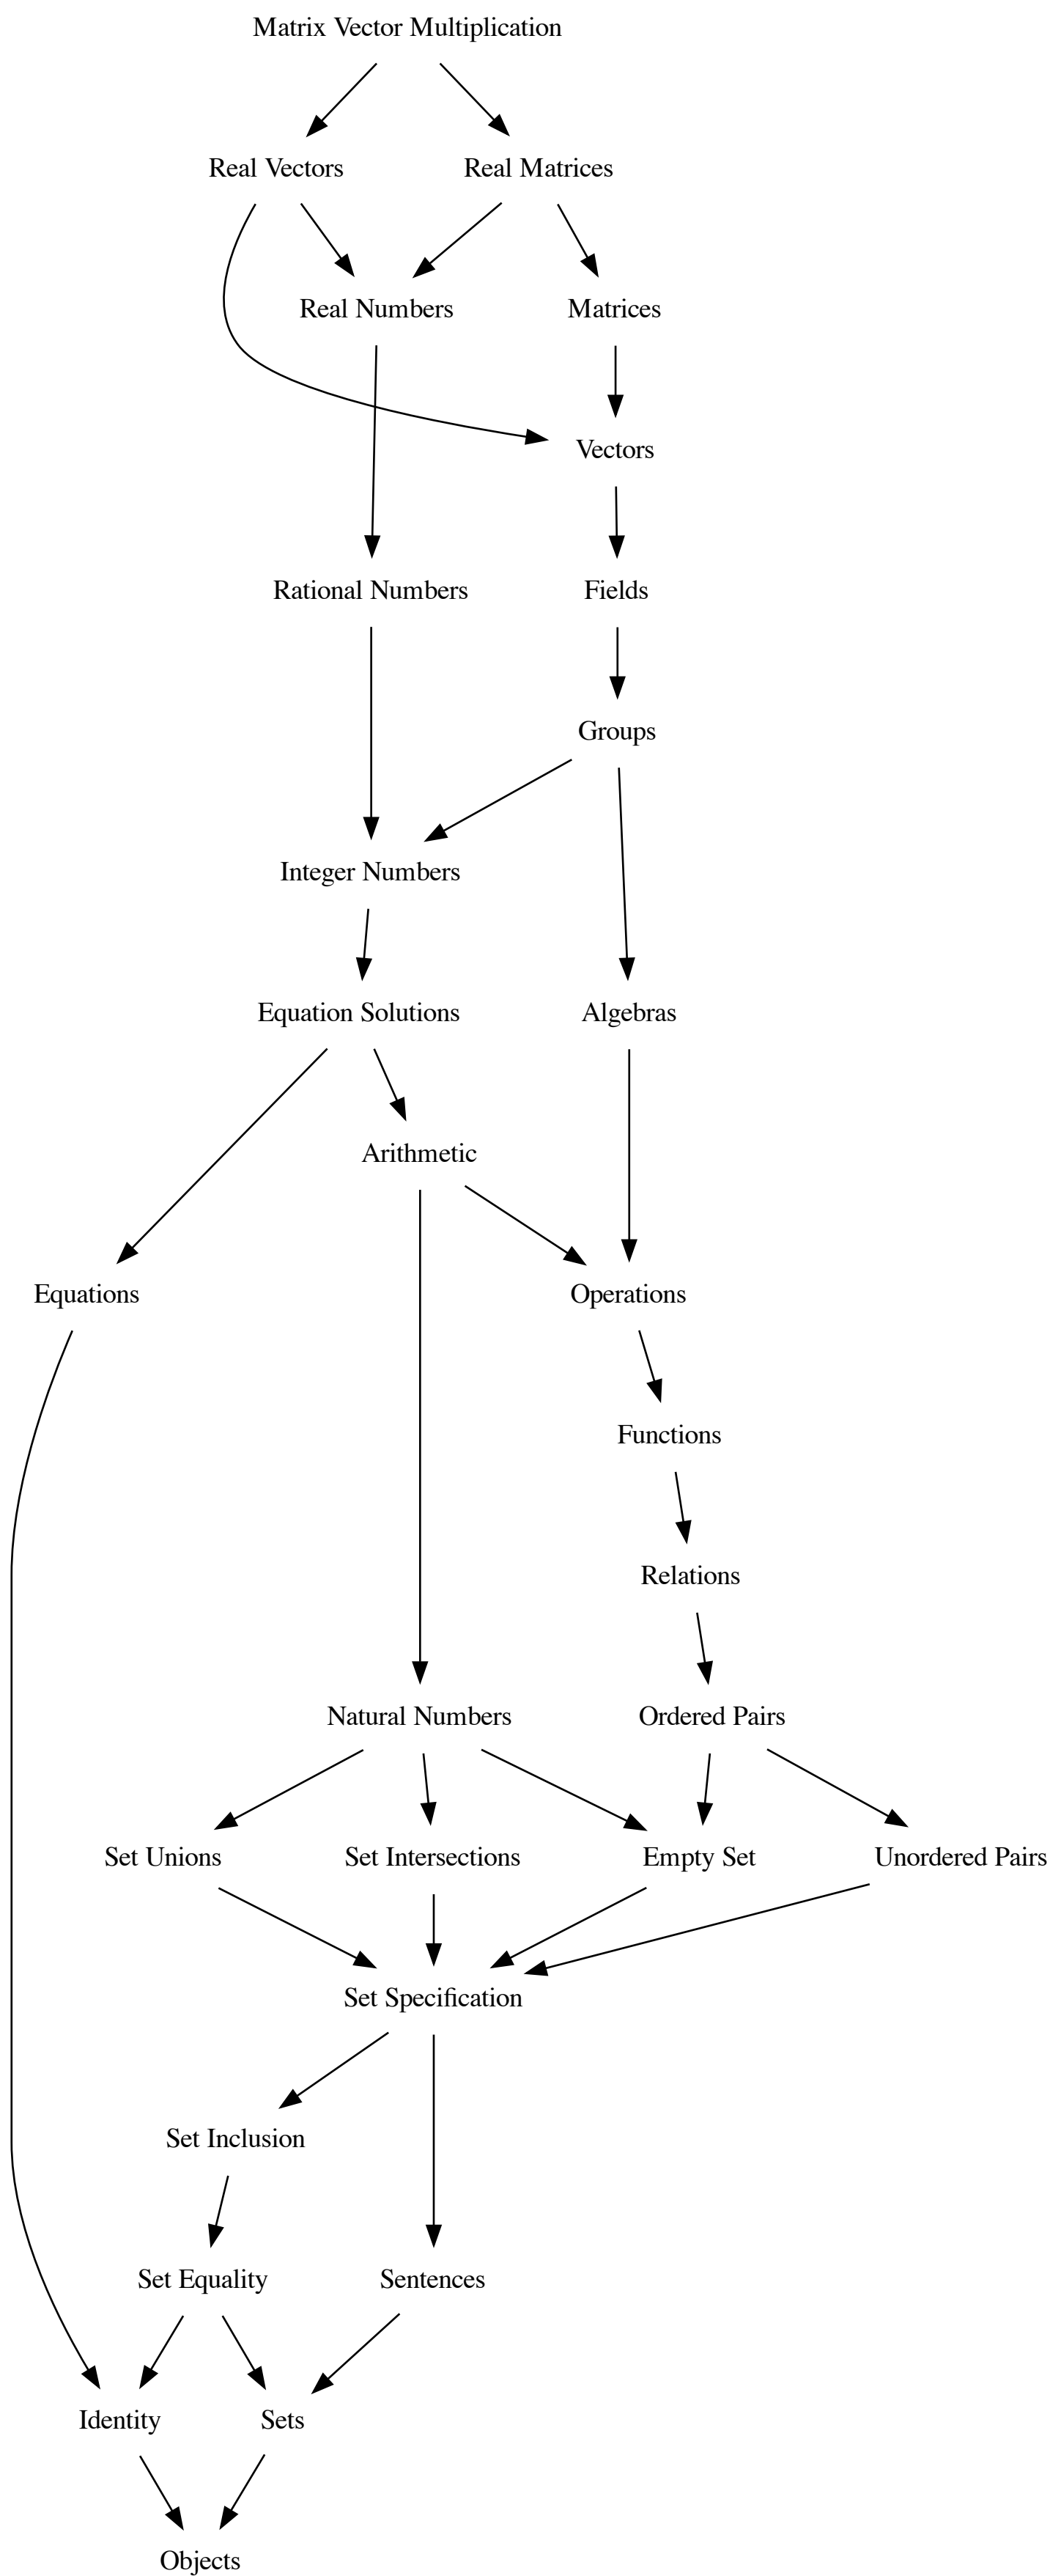 Matrix Vector Multiplication
Real Vectors
Real Matrices
Real Numbers
Matrices
Vectors
Rational Numbers
Fields
Groups
Integer Numbers
Equation Solutions
Algebras
Arithmetic
Equations
Operations
Functions
Relations
Natural Numbers
Ordered Pairs
Set Unions
Set Intersections
Empty Set
Unordered Pairs
Set Specification
Set Inclusion
Set Equality
Sentences
Identity
Sets
Objects